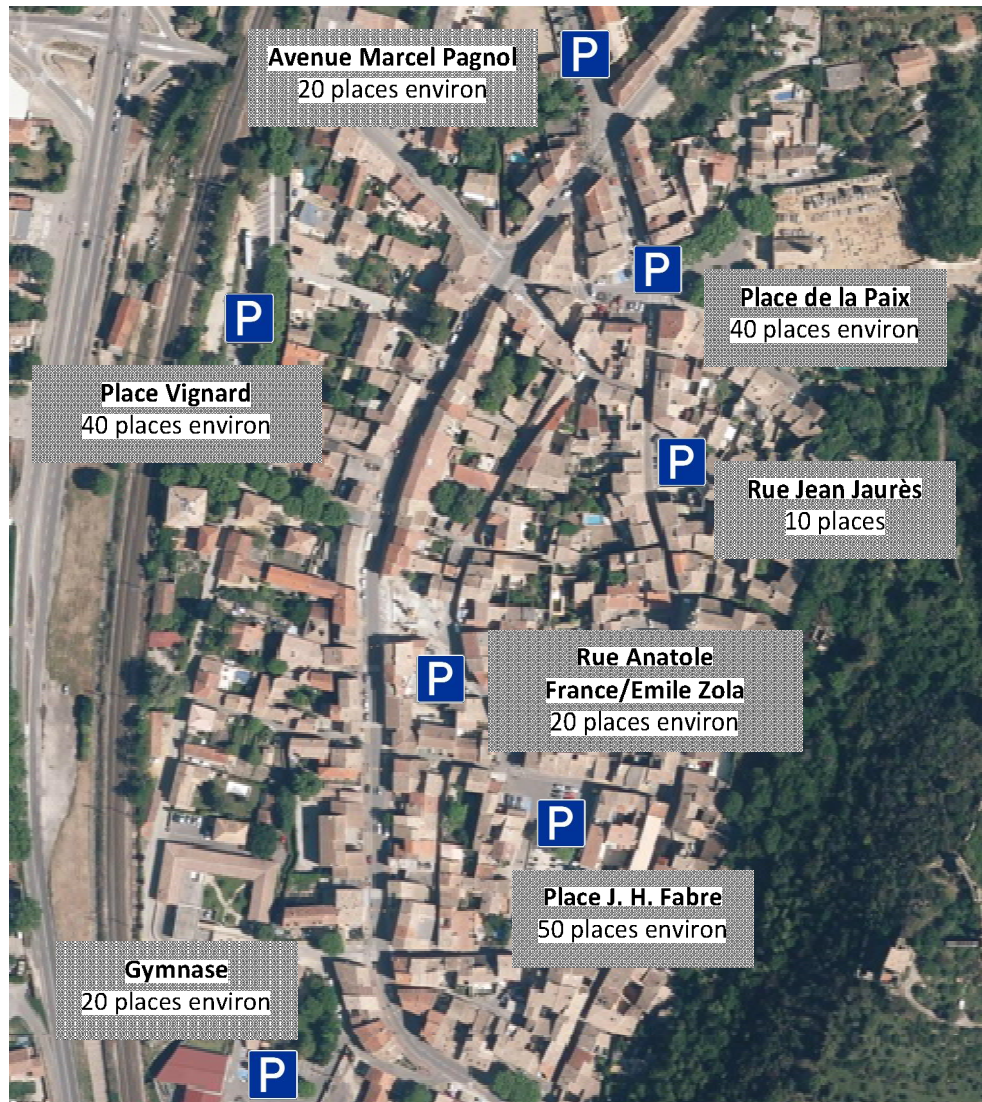 P
Avenue Marcel Pagnol
20 places environ
P
Place de la Paix
40 places environ
P
Place Vignard
40 places environ
P
Rue Jean Jaurès
10 places
P
Rue Anatole
France/Emile Zola
20 places environ
P
Place J. H. Fabre
50 places environ
Gymnase
20 places environ
P